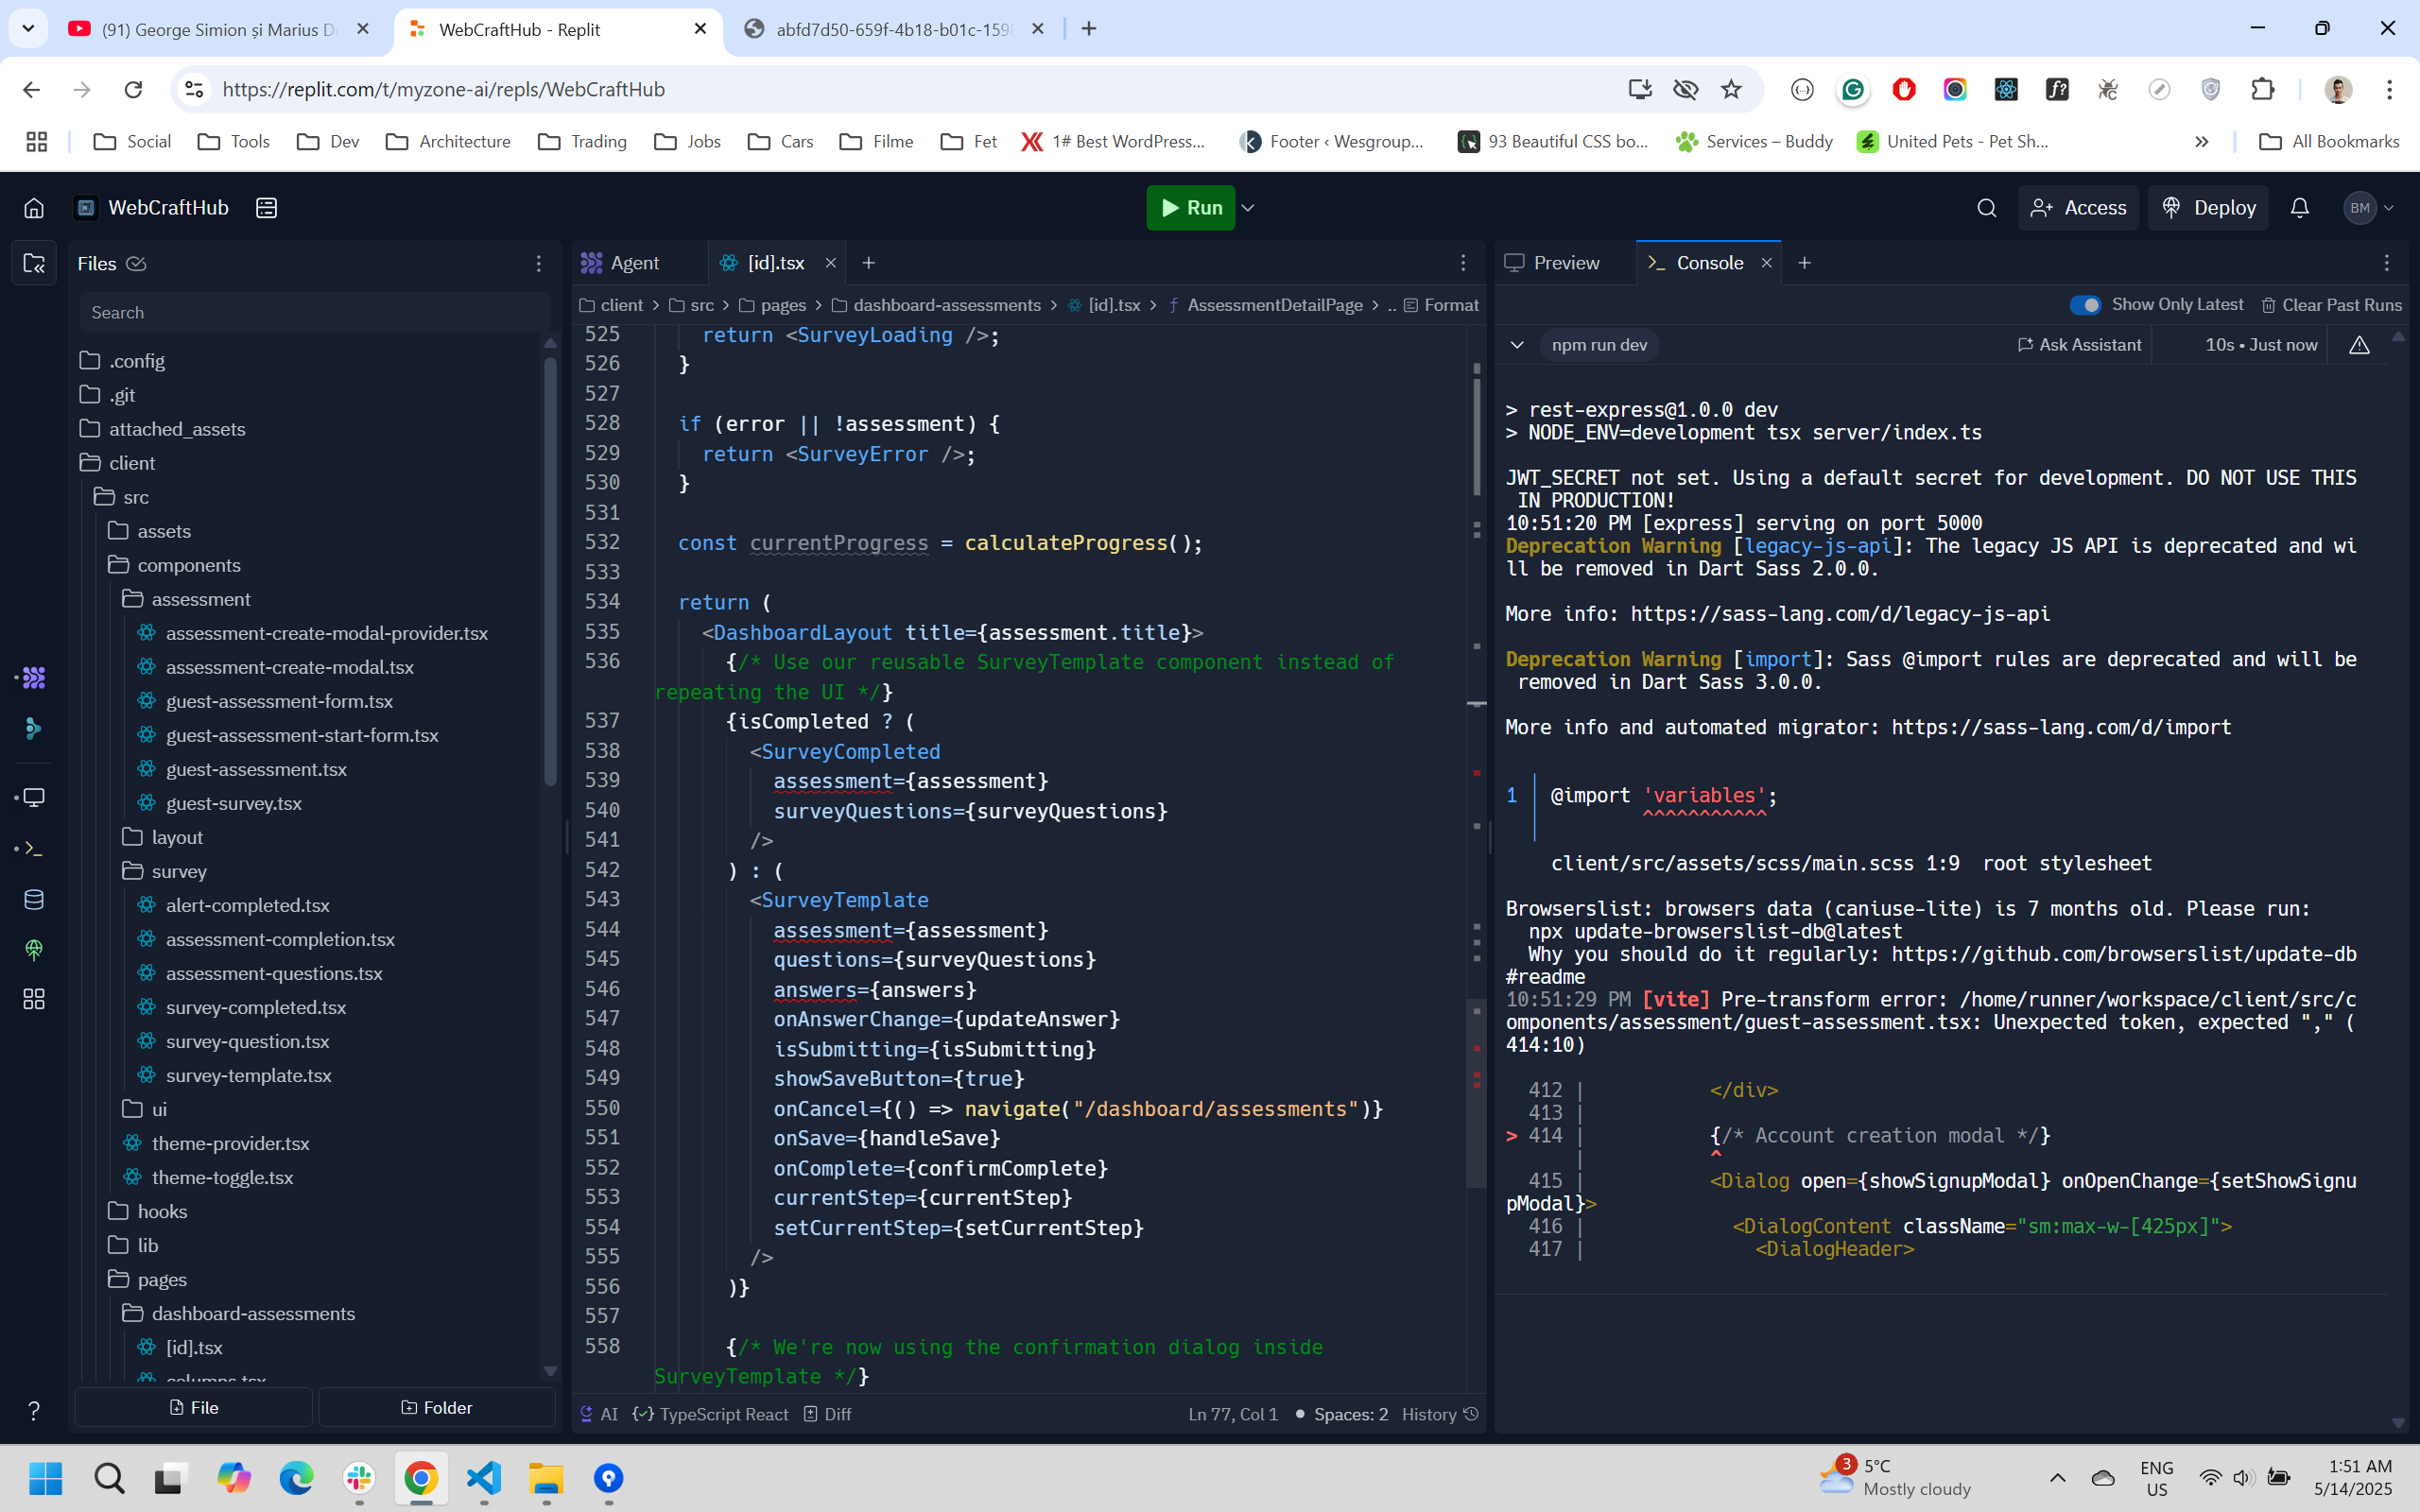 (91) George Simion și Marius D
WebCraftHub - Replit
abfd7d50-659f-4b18-b01c-159
https://replit.com/t/myzone-ai/repls/WebCraftHub
Social
Tools
Dev
Architecture
Trading
Jobs
Cars
Filme
Fet
1# Best WordPress...
Footer ‹ Wesgroup...
93 Beautiful CSS bo...
Services – Buddy
United Pets - Pet Sh...
All Bookmarks
WebCraftHub
Run
Access
Deploy
BM
Files
Search
.config
.git
attached_assets
client
src
assets
components
assessment
assessment-create-modal-provider.tsx
assessment-create-modal.tsx
guest-assessment-form.tsx
guest-assessment-start-form.tsx
guest-assessment.tsx
guest-survey.tsx
layout
survey
alert-completed.tsx
assessment-completion.tsx
assessment-questions.tsx
survey-completed.tsx
survey-question.tsx
survey-template.tsx
ui
theme-provider.tsx
theme-toggle.tsx
hooks
lib
pages
dashboard-assessments
[id].tsx
columns.tsx
File
Folder
Agent
[id].tsx
client > src > pages > dashboard-assessments > [id].tsx > f AssessmentDetailPage > .. Format
525 return <SurveyLoading />;
526 }
527
528 if (error || !assessment) {
529 return <SurveyError />;
530 }
531
532 const currentProgress = calculateProgress();
533
534 return (
535 <DashboardLayout title={assessment.title}>
536 {/* Use our reusable SurveyTemplate component instead of
repeating the UI */}
537 {isCompleted ? (
538 <SurveyCompleted
539 assessment={assessment}
540 surveyQuestions={surveyQuestions}
541 />
542 ) : (
543 <SurveyTemplate
544 assessment={assessment}
545 questions={surveyQuestions}
546 answers={answers}
547 onAnswerChange={updateAnswer}
548 isSubmitting={isSubmitting}
549 showSaveButton={true}
550 onCancel={() => navigate("/dashboard/assessments")}
551 onSave={handleSave}
552 onComplete={confirmComplete}
553 currentStep={currentStep}
554 setCurrentStep={setCurrentStep}
555 />
556 )}
557
558 {/* We're now using the confirmation dialog inside
SurveyTemplate */}
AI {✓} TypeScript React Diff
Ln 77, Col 1 • Spaces: 2 History
Preview
Console
Show Only Latest
Clear Past Runs
npm run dev
Ask Assistant
10s • Just now
> rest-express@1.0.0 dev
> NODE_ENV=development tsx server/index.ts
JWT_SECRET not set. Using a default secret for development. DO NOT USE THIS
IN PRODUCTION!
10:51:20 PM [express] serving on port 5000
Deprecation Warning [legacy-js-api]: The legacy JS API is deprecated and wi
ll be removed in Dart Sass 2.0.0.
More info: https://sass-lang.com/d/legacy-js-api
Deprecation Warning [import]: Sass @import rules are deprecated and will be
removed in Dart Sass 3.0.0.
More info and automated migrator: https://sass-lang.com/d/import
1 │ @import 'variables';
^^^^^^^^^^^
client/src/assets/scss/main.scss 1:9 root stylesheet
Browserslist: browsers data (caniuse-lite) is 7 months old. Please run:
npx update-browserslist-db@latest
Why you should do it regularly: https://github.com/browserslist/update-db
#readme
10:51:29 PM [vite] Pre-transform error: /home/runner/workspace/client/src/c
omponents/assessment/guest-assessment.tsx: Unexpected token, expected "," (
414:10)
412 | </div>
413 |
> 414 | {/* Account creation modal */}
| ^
415 | <Dialog open={showSignupModal} onOpenChange={setShowSignu
pModal}>
416 | <DialogContent className="sm:max-w-[425px]">
417 | <DialogHeader>
3
5°C
Mostly cloudy
ENG
US
1:51 AM
5/14/2025